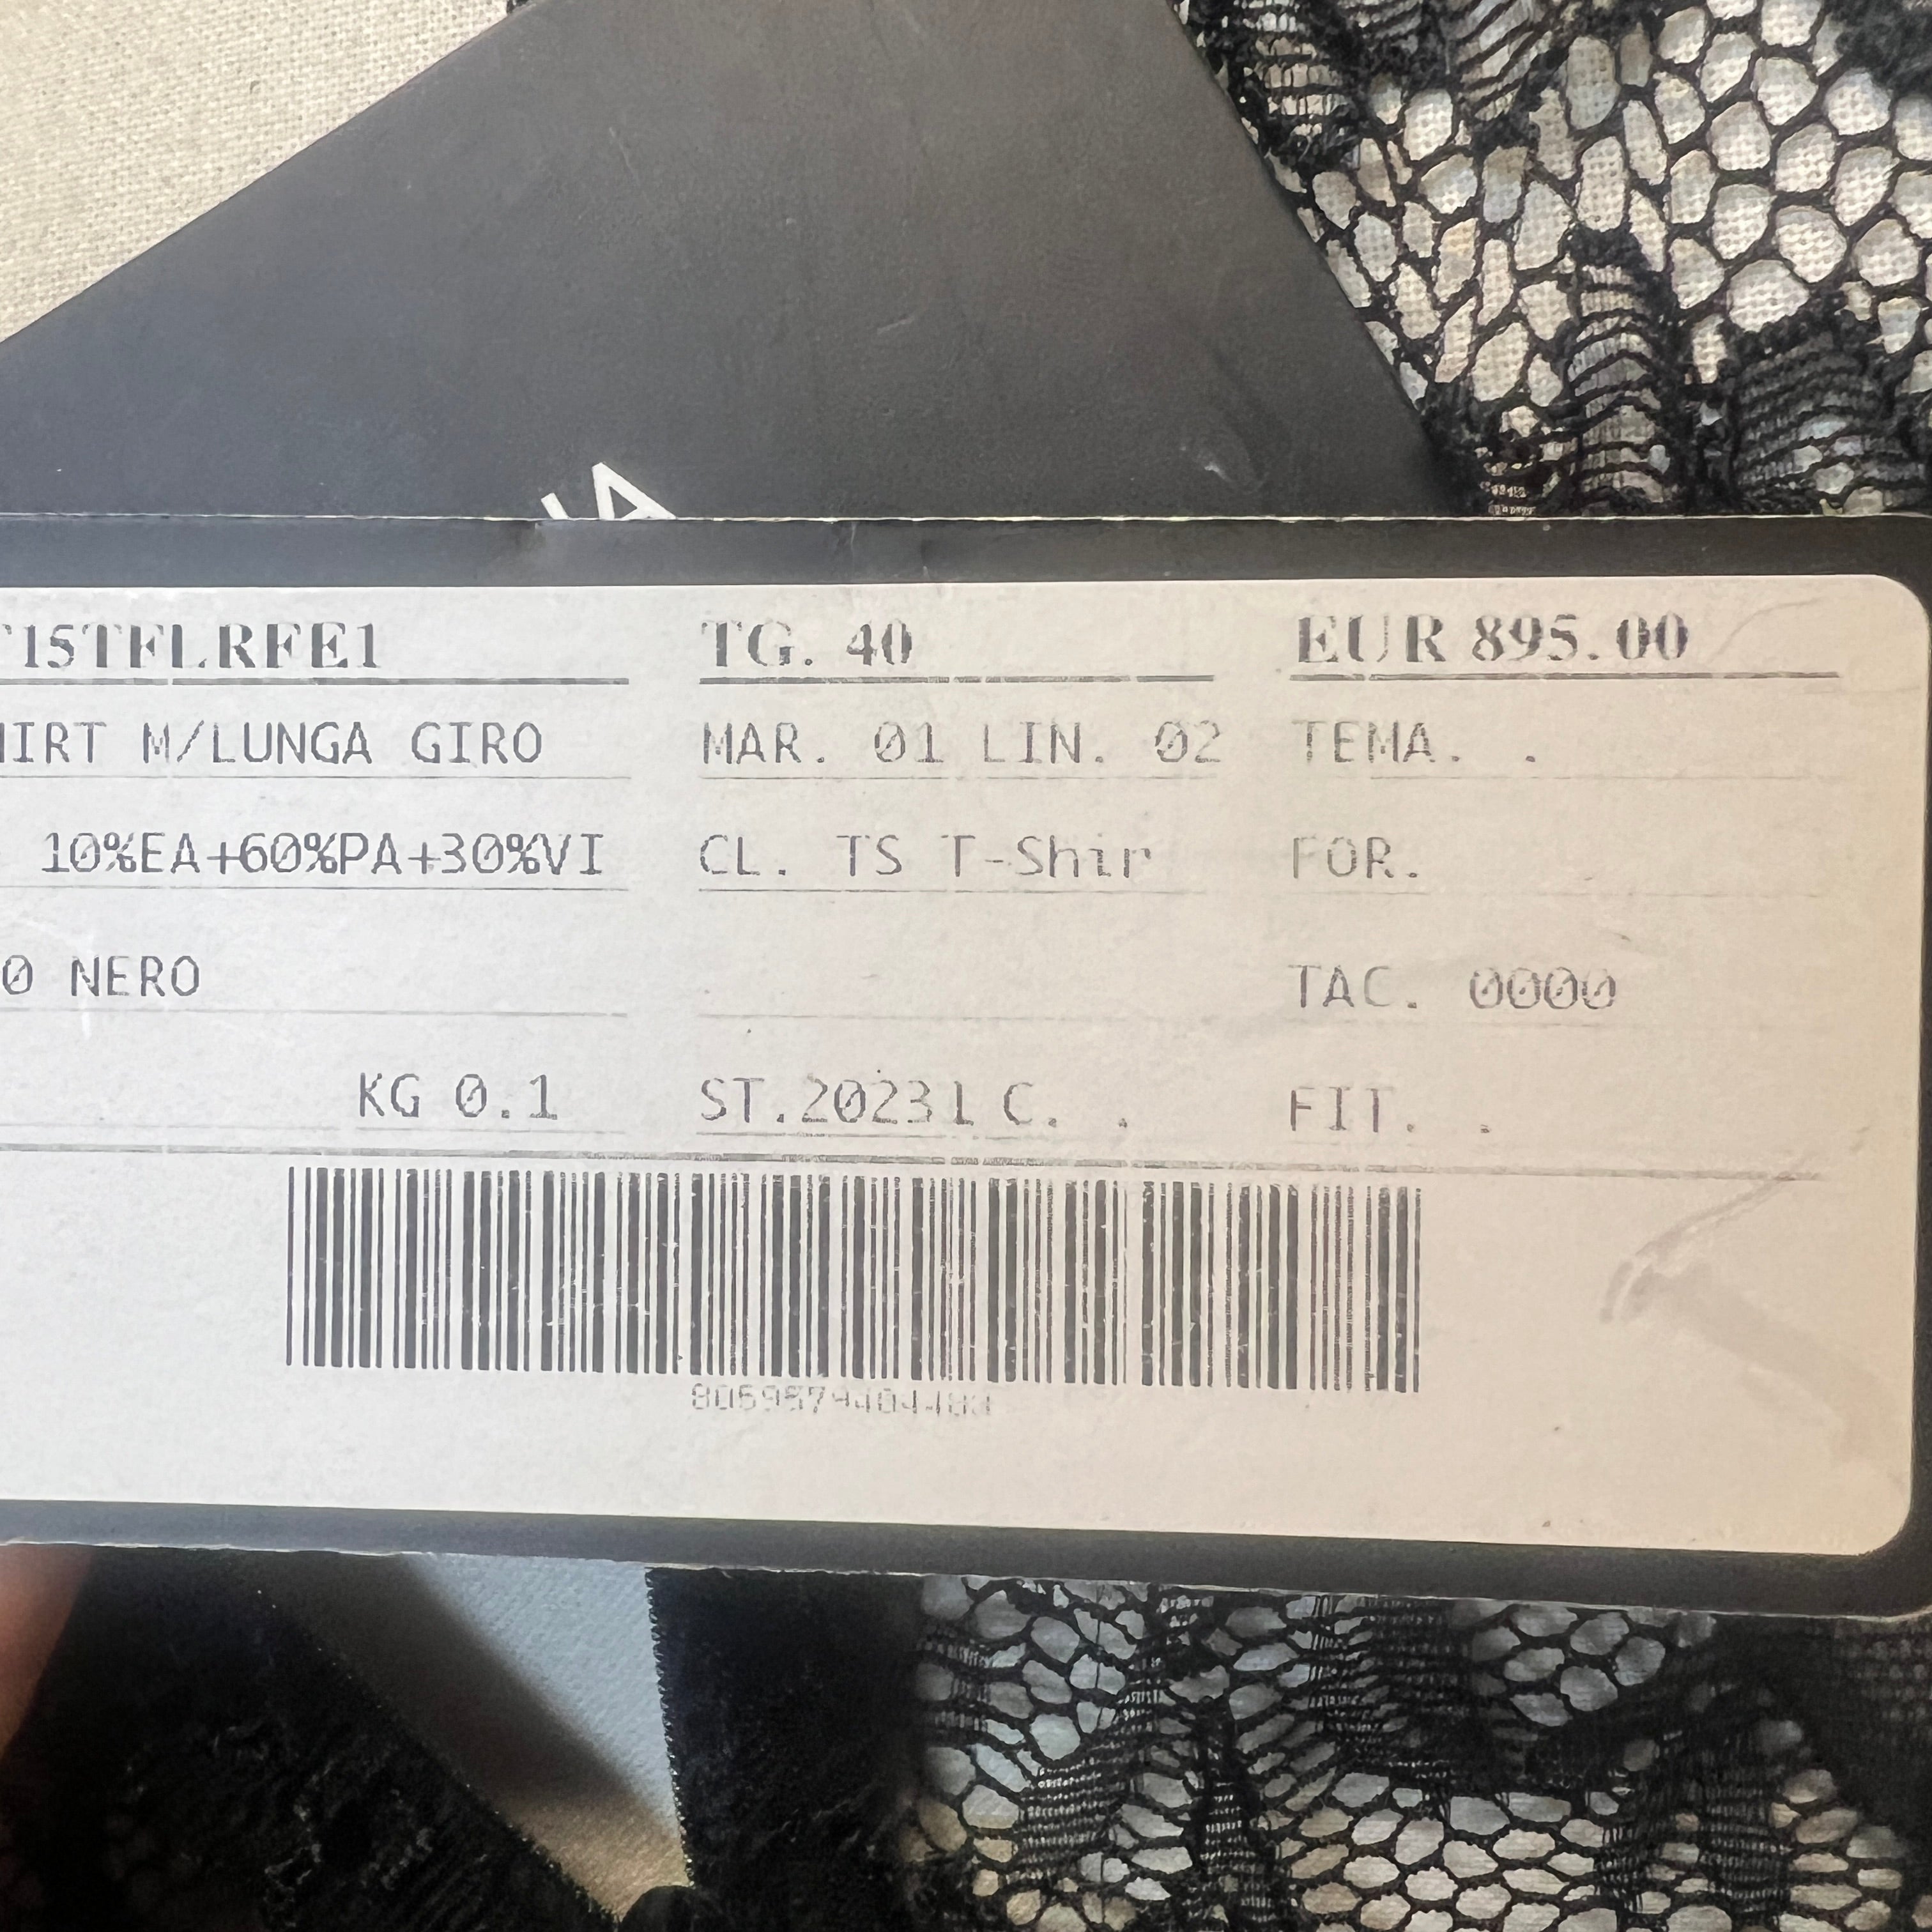 NA
T15TFLRFE1 TG. 40 EUR 895.00
HIRT M/LUNGA GIRO MAR. 01 LIN. 02 TEMA. .
10%EA+60%PA+30%VI CL. TS T-Shir FOR.
0 NERO TAC. 0000
KG 0.1 ST.20231 C. . FIT. .